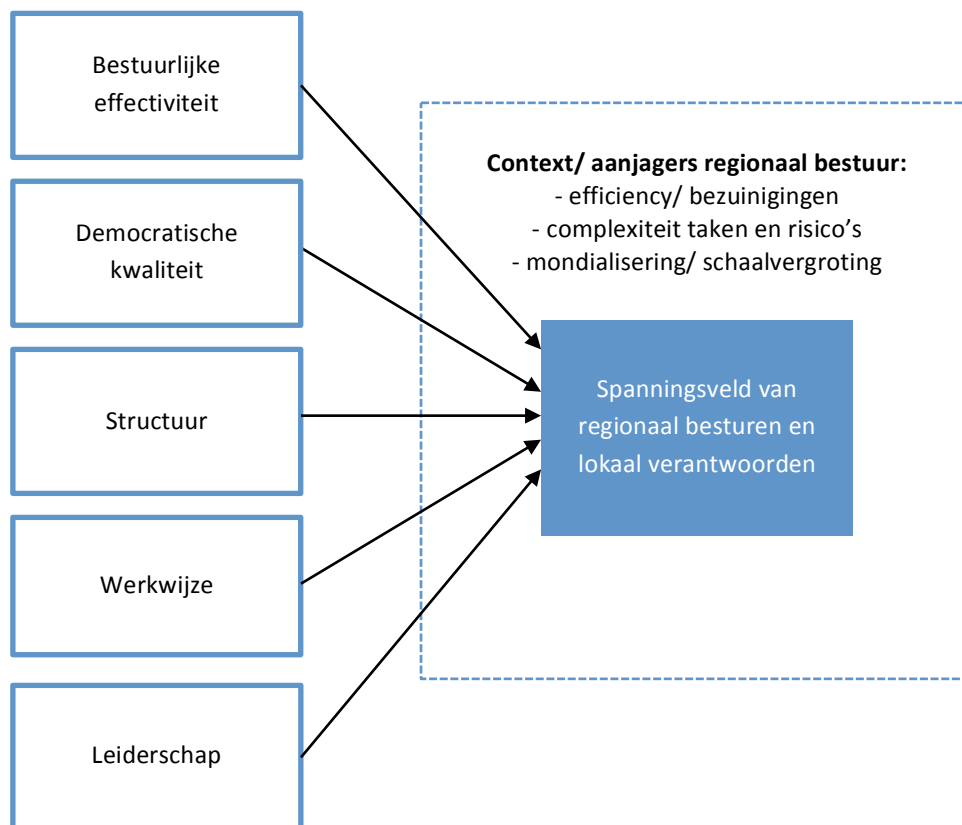 Bestuurlijke
effectiviteit
Democratische
kwaliteit
Structuur
Werkwijze
Leiderschap
Context/ aanjagers regionaal bestuur:
- efficiency/ bezuinigingen
- complexiteit taken en risico’s
- mondialisering/ schaalvergroting
Spanningsveld van
regionaal besturen en
lokaal verantwoorden